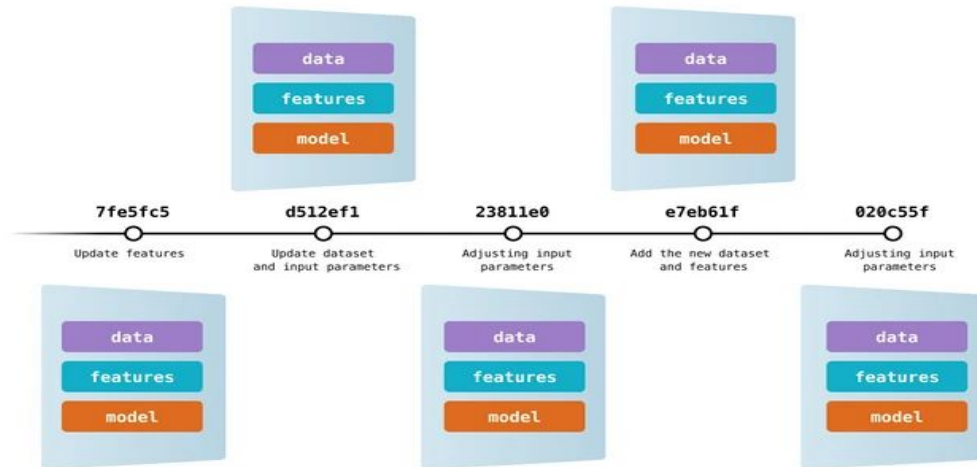 data
features
model
data
features
model
7fe5fc5
d512ef1
23811e0
e7eb61f
020c55f
Update features
Update dataset
and input parameters
Adjusting input
parameters
Add the new dataset
and features
Adjusting input
parameters
data
features
model
data
features
model
data
features
model